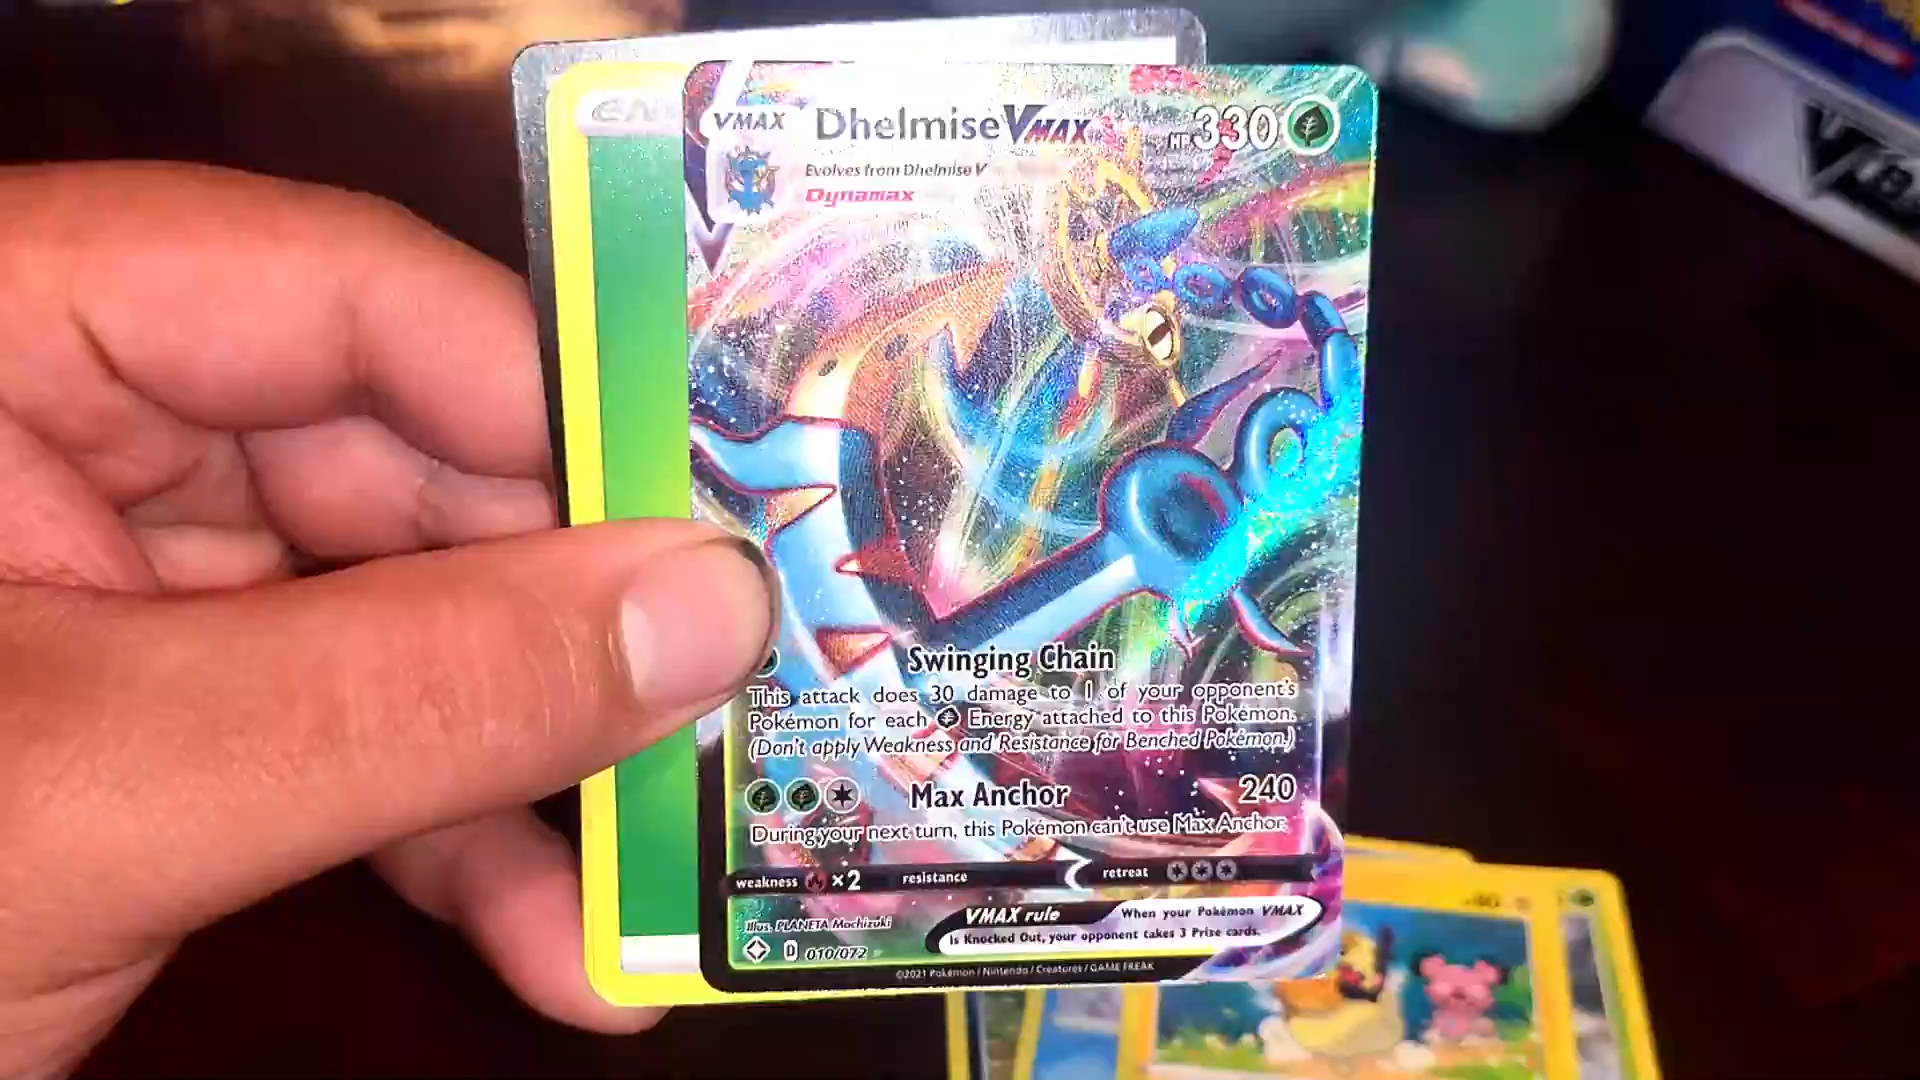 VMAX Dhelmise VMAX HP 330
Evolves from Dhelmise V
Dynamax
Swinging Chain
This attack does 30 damage to 1 of your opponent's
Pokémon for each Energy attached to this Pokémon.
(Don't apply Weakness and Resistance for Benched Pokémon.)
Max Anchor 240
During your next turn, this Pokémon can't use Max Anchor.
weakness ×2 resistance retreat
Illus. PLANETA Mochizuki
VMAX rule When your Pokémon VMAX
is Knocked Out, your opponent takes 3 Prize cards.
D 010/072
©2021 Pokémon / Nintendo / Creatures / GAME FREAK